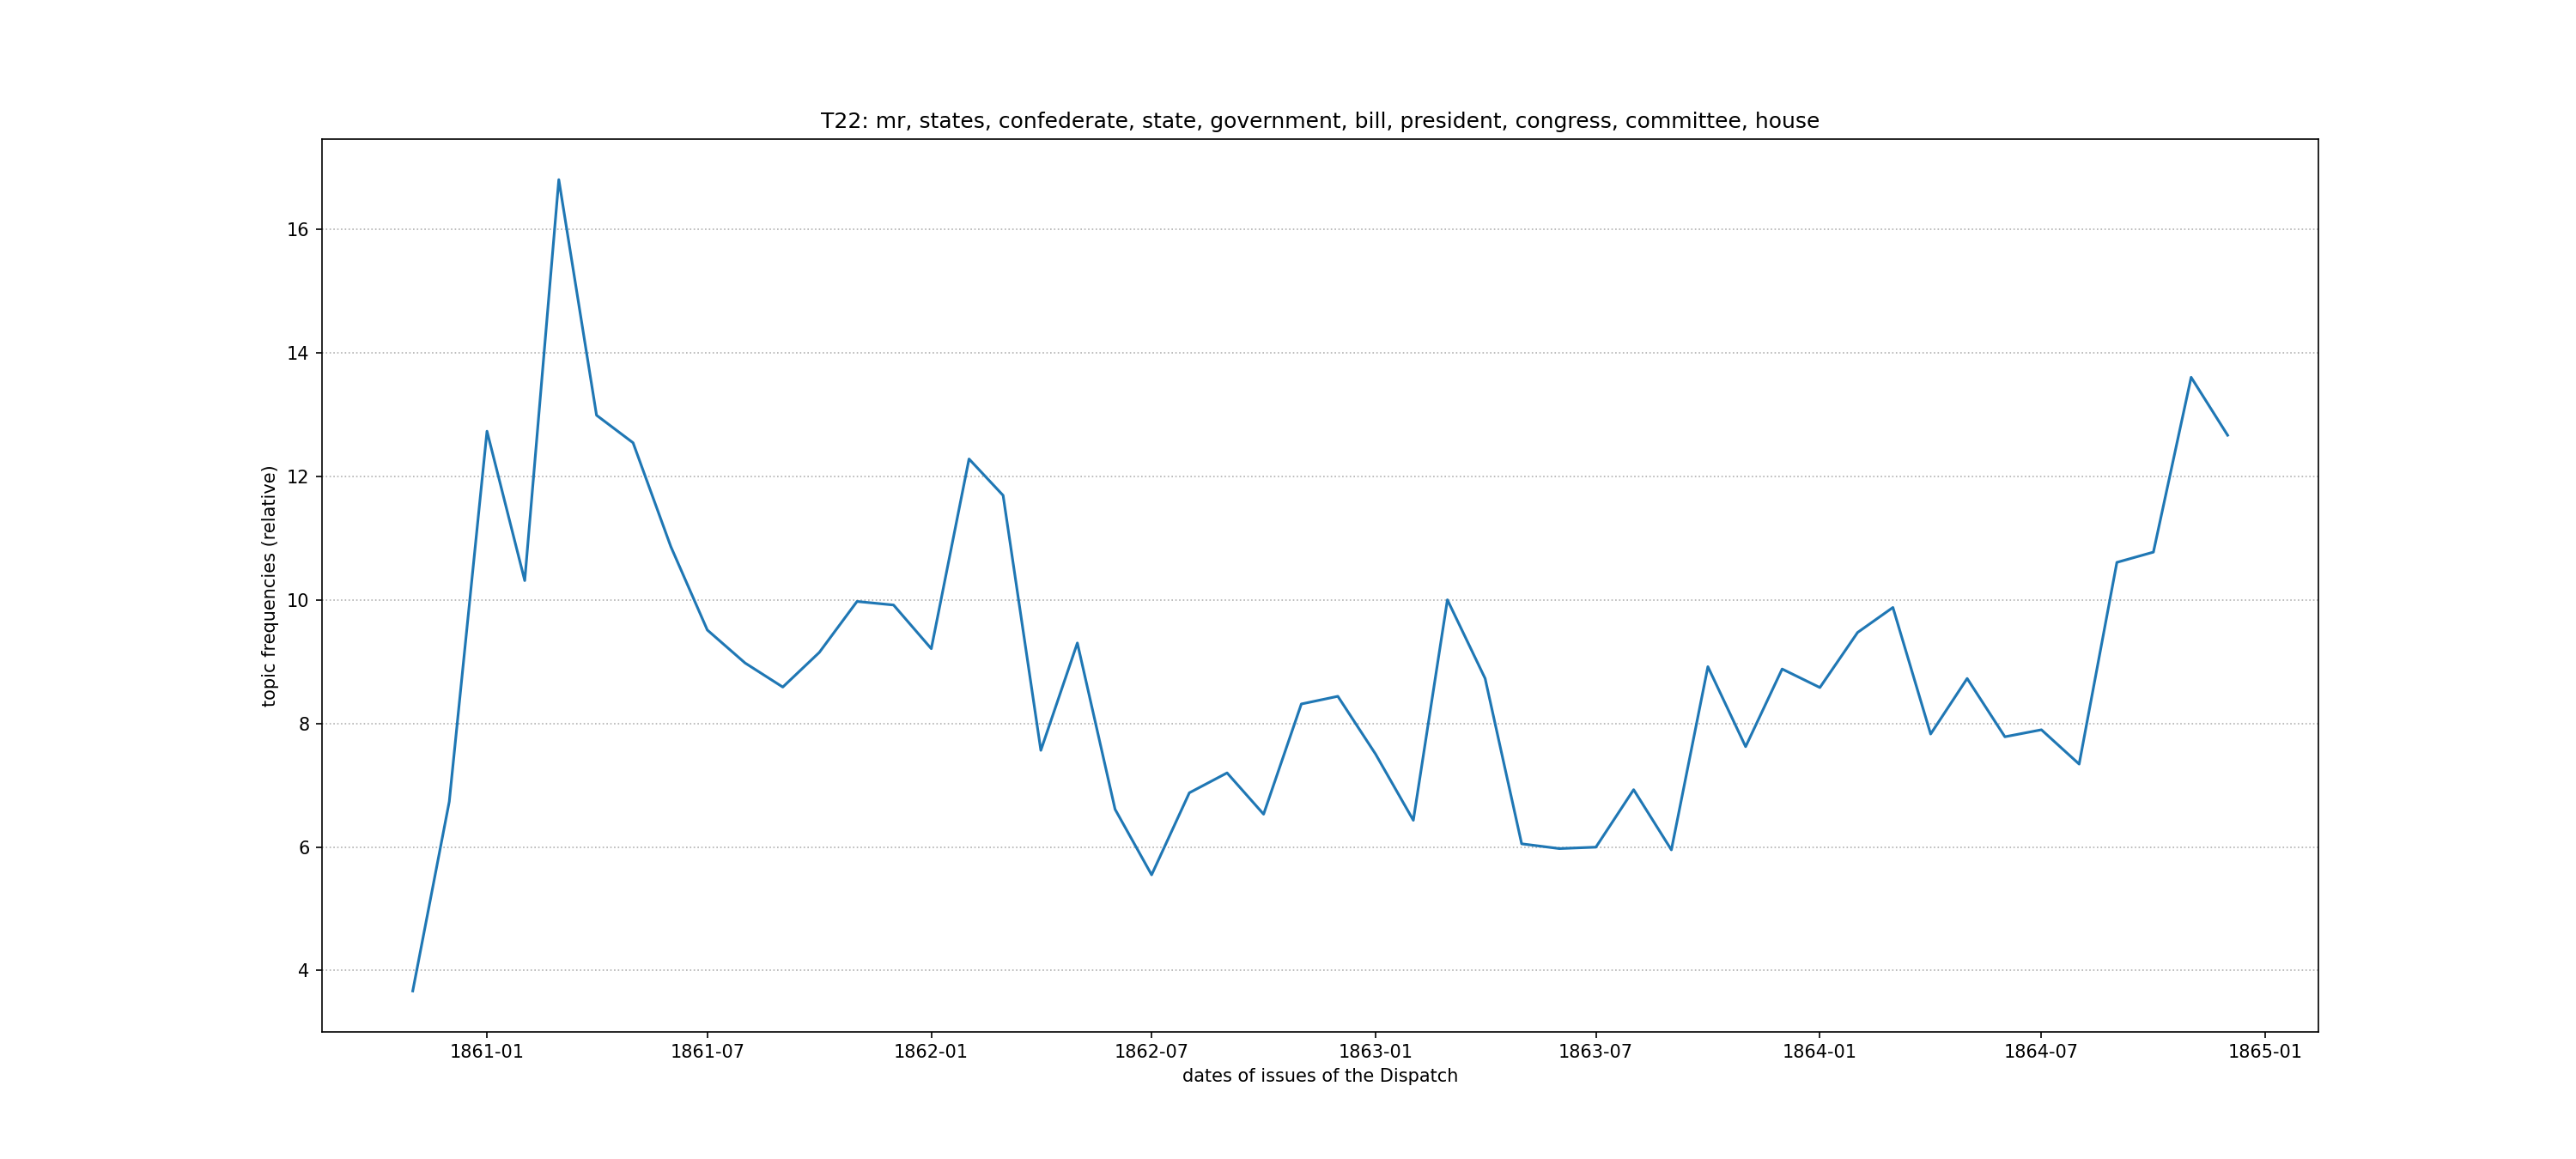 T22: mr, states, confederate, state, government, bill, president, congress, committee, house
topic frequencies (relative)
16
14
12
10
8
6
4
1861-01 1861-07 1862-01 1862-07 1863-01 1863-07 1864-01 1864-07 1865-01
dates of issues of the Dispatch